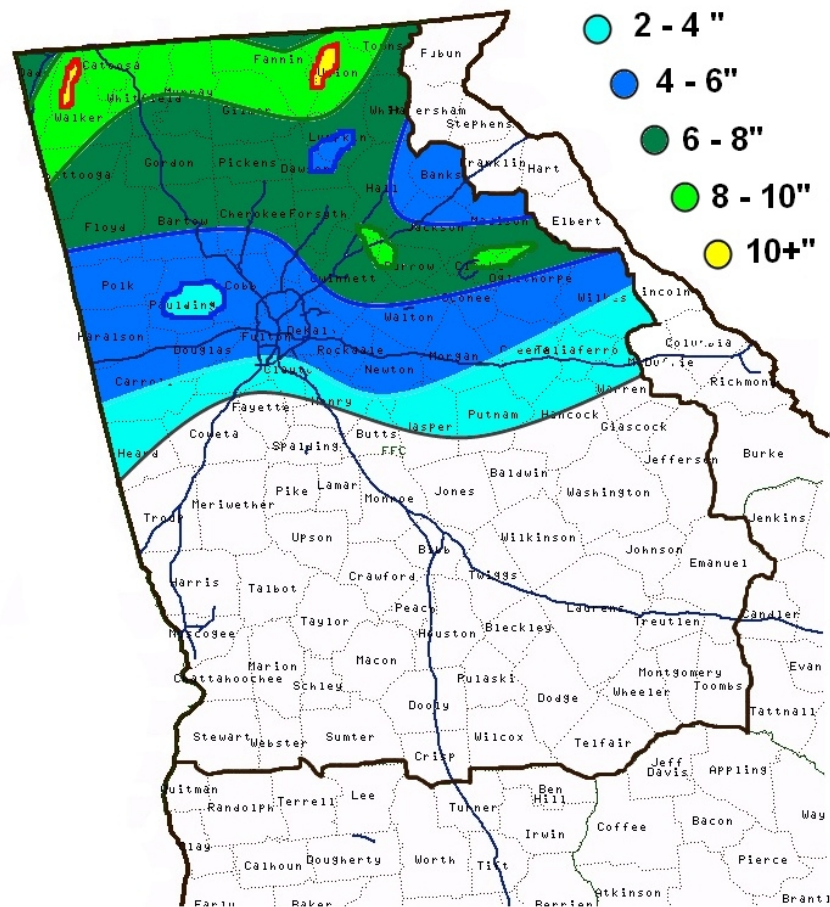 2 - 4 "
4 - 6"
6 - 8"
8 - 10"
10+"
Catoosa
Fannin
Union
Towns
Whitfield
Murray
Walker
Gilmer
Habersham
Stephens
Lumpkin
Gordon
Pickens
Franklin
Hart
Hall
Banks
Madison
Elbert
Floyd
Bartow
Cherokee
Forsyth
Jackson
Polk
Cobb
Gwinnett
Barrow
Oglethorpe
Paulding
Oconee
Wilkes
Lincoln
Haralson
Douglas
Fulton
DeKalb
Walton
Rockdale
Morgan
Taliaferro
Columbia
Newton
Richmond
Warren
Fayette
Henry
Jasper
Putnam
Hancock
Glascock
Heard
Coweta
Spalding
Butts
FFC
Jefferson
Burke
Pike
Lamar
Monroe
Jones
Baldwin
Washington
Troup
Meriwether
Jenkins
Upson
Bibb
Wilkinson
Johnson
Emanuel
Harris
Talbot
Crawford
Twiggs
Taylor
Peach
Houston
Bleckley
Laurens
Treutlen
Candler
Muscogee
Marion
Chattahoochee
Schley
Macon
Pulaski
Dooly
Dodge
Montgomery
Wheeler
Toombs
Evan
Tattnall
Stewart
Webster
Sumter
Crisp
Wilcox
Telfair
Jeff
Davis
Appling
Quitman
Randolph
Terrell
Lee
Turner
Ben
Hill
Irwin
Coffee
Bacon
Way
Calhoun
Dougherty
Worth
Tift
Pierce
Early
Baker
Berrien
Atkinson
Brantl